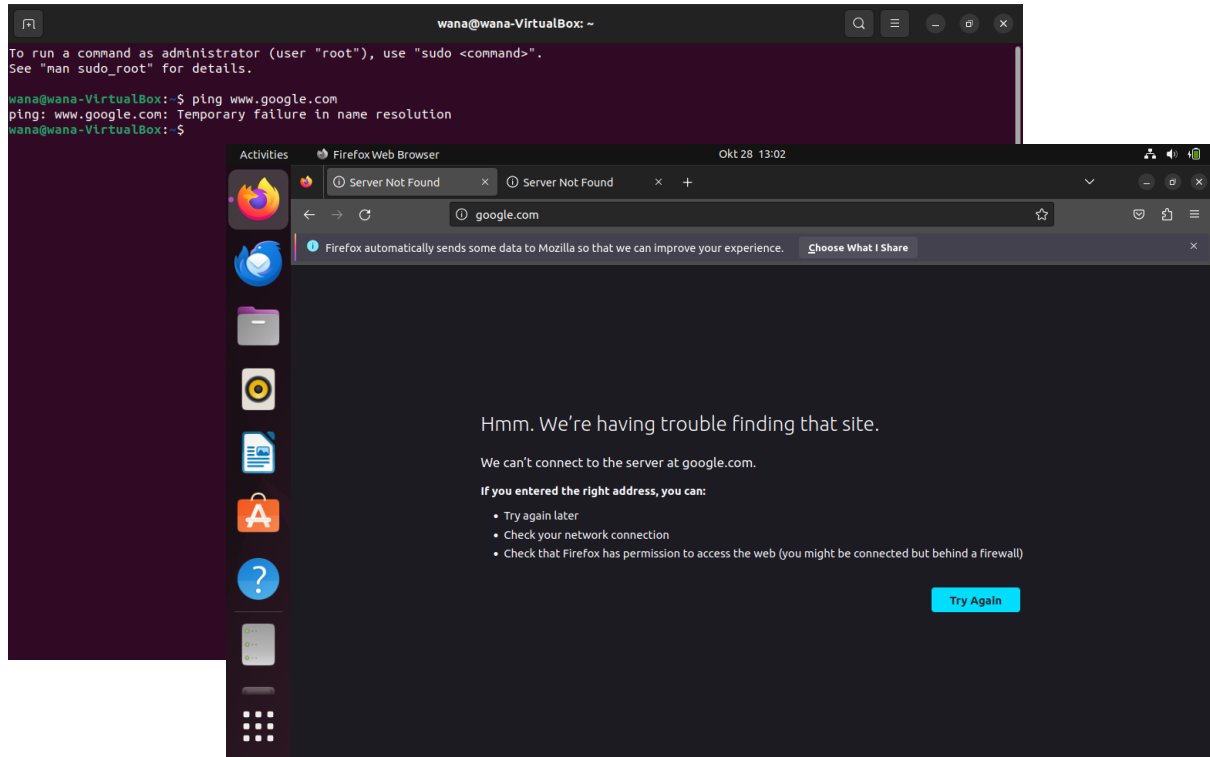 wana@wana-VirtualBox: ~
To run a command as administrator (user "root"), use "sudo <command>".
See "man sudo_root" for details.
wana@wana-VirtualBox:~$ ping www.google.com
ping: www.google.com: Temporary failure in name resolution
wana@wana-VirtualBox:~$
Activities Firefox Web Browser Okt 28 13:02
Server Not Found Server Not Found
google.com
Firefox automatically sends some data to Mozilla so that we can improve your experience. Choose What I Share
Hmm. We're having trouble finding that site.
We can't connect to the server at google.com.
If you entered the right address, you can:
• Try again later
• Check your network connection
• Check that Firefox has permission to access the web (you might be connected but behind a firewall)
Try Again